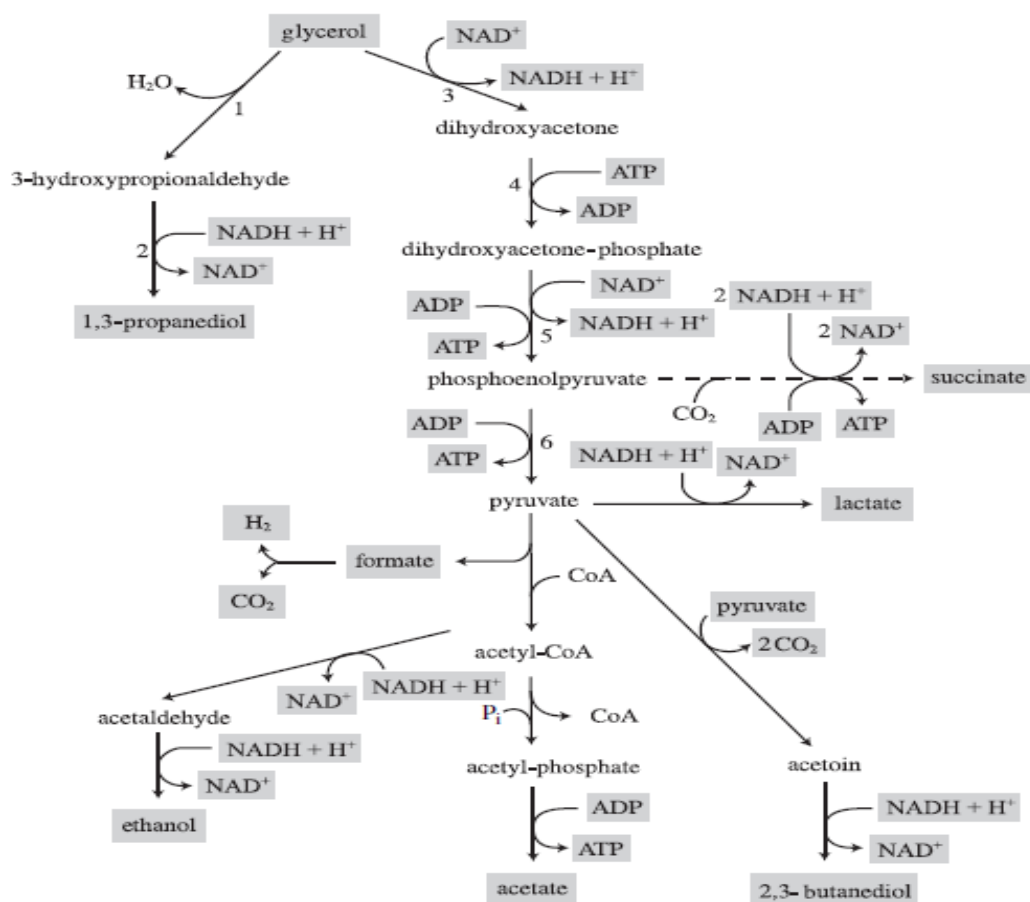 glycerol
NAD⁺
H₂O
NADH + H⁺
1
3
dihydroxyacetone
3-hydroxypropionaldehyde
4
ATP
ADP
NADH + H⁺
2
NAD⁺
dihydroxyacetone-phosphate
1,3-propanediol
ADP
NAD⁺
2 NADH + H⁺
ATP
5
NADH + H⁺
2 NAD⁺
phosphoenolpyruvate
CO₂
succinate
ADP
ATP
ADP
6
ATP
NADH + H⁺
NAD⁺
pyruvate
lactate
H₂
formate
CO₂
CoA
pyruvate
2CO₂
acetyl-CoA
NAD⁺
NADH + H⁺
acetaldehyde
Pᵢ
CoA
NADH + H⁺
NAD⁺
acetyl-phosphate
acetoin
ethanol
ADP
ATP
NADH + H⁺
NAD⁺
acetate
2,3- butanediol